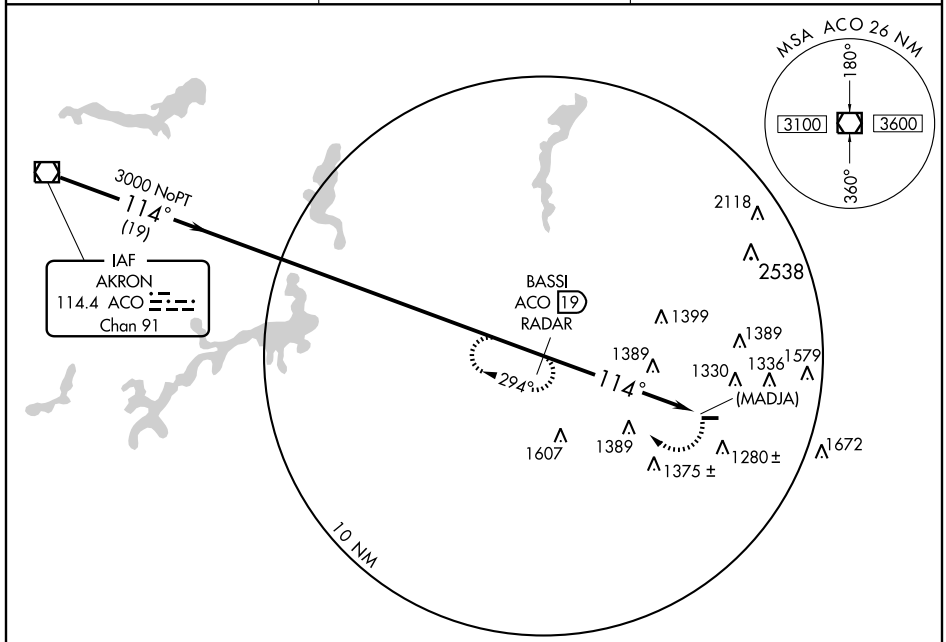 MSA ACO 26 NM
180°
3100
3600
360°
3000 NoPT
114°
(19)
IAF
AKRON
114.4 ACO
Chan 91
2118
2538
BASSI
ACO 19
RADAR
1399
1389
1389
1330
1336
1579
294°
114°
(MADJA)
1607
1389
1375 ±
1280 ±
1672
10 NM